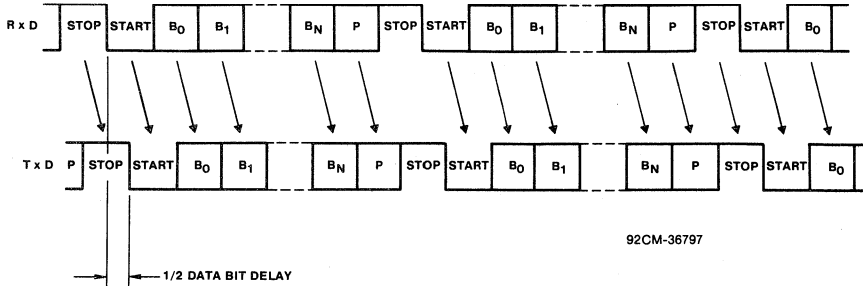 R x D STOP START B0 B1 BN P STOP START B0 B1 BN P STOP START B0
T x D P STOP START B0 B1 BN P STOP START B0 B1 BN P STOP START B0
92CM-36797
1/2 DATA BIT DELAY